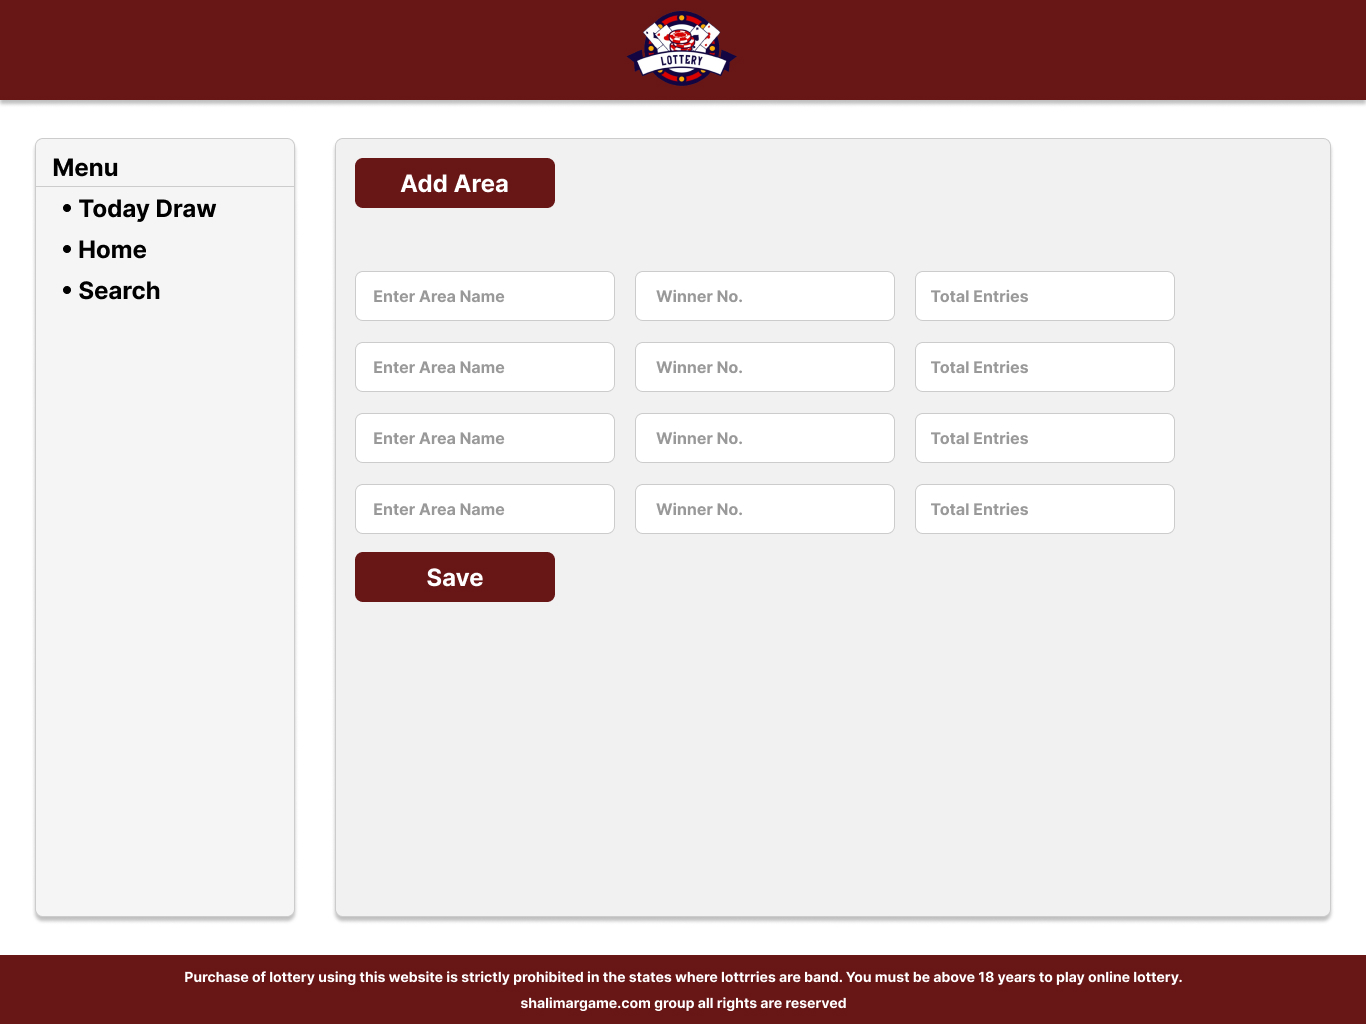 LOTTERY
Menu
• Today Draw
• Home
• Search
Add Area
Enter Area Name Winner No. Total Entries
Enter Area Name Winner No. Total Entries
Enter Area Name Winner No. Total Entries
Enter Area Name Winner No. Total Entries
Save
Purchase of lottery using this website is strictly prohibited in the states where lottrries are band. You must be above 18 years to play online lottery.
shalimargame.com group all rights are reserved